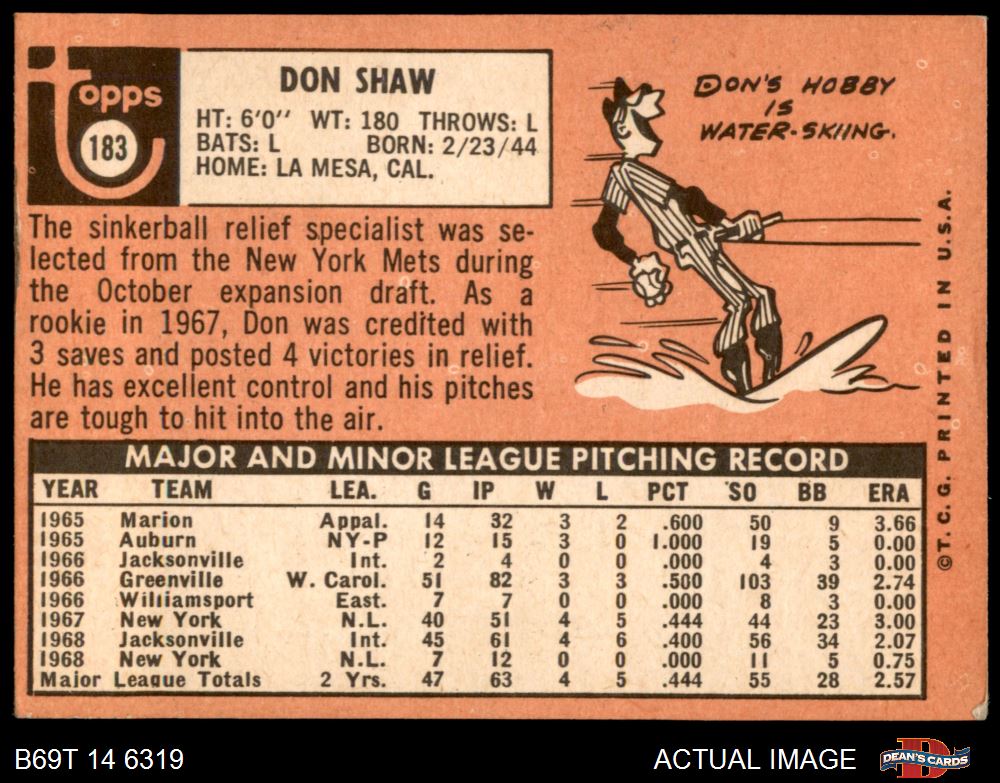 topps
183
DON SHAW
HT: 6'0" WT: 180 THROWS: L
BATS: L BORN: 2/23/44
HOME: LA MESA, CAL.
DON'S HOBBY
IS
WATER-SKIING.
The sinkerball relief specialist was se-
lected from the New York Mets during
the October expansion draft. As a
rookie in 1967, Don was credited with
3 saves and posted 4 victories in relief.
He has excellent control and his pitches
are tough to hit into the air.
MAJOR AND MINOR LEAGUE PITCHING RECORD
YEAR TEAM LEA. G IP W L PCT SO BB ERA
1965 Marion Appal. 14 32 3 2 .600 50 9 3.66
1965 Auburn NY-P 12 15 3 0 1.000 19 5 0.00
1966 Jacksonville Int. 2 4 0 0 .000 4 3 0.00
1966 Greenville W. Carol. 51 82 3 3 .500 103 39 2.74
1966 Williamsport East. 7 7 0 0 .000 8 3 0.00
1967 New York N.L. 40 51 4 5 .444 44 23 3.00
1968 Jacksonville Int. 45 61 4 6 .400 56 34 2.07
1968 New York N.L. 7 12 0 0 .000 11 5 0.75
Major League Totals 2 Yrs. 47 63 4 5 .444 55 28 2.57
©T. C. G. PRINTED IN U.S.A.
B69T 14 6319
ACTUAL IMAGE
DEAN'S CARDS